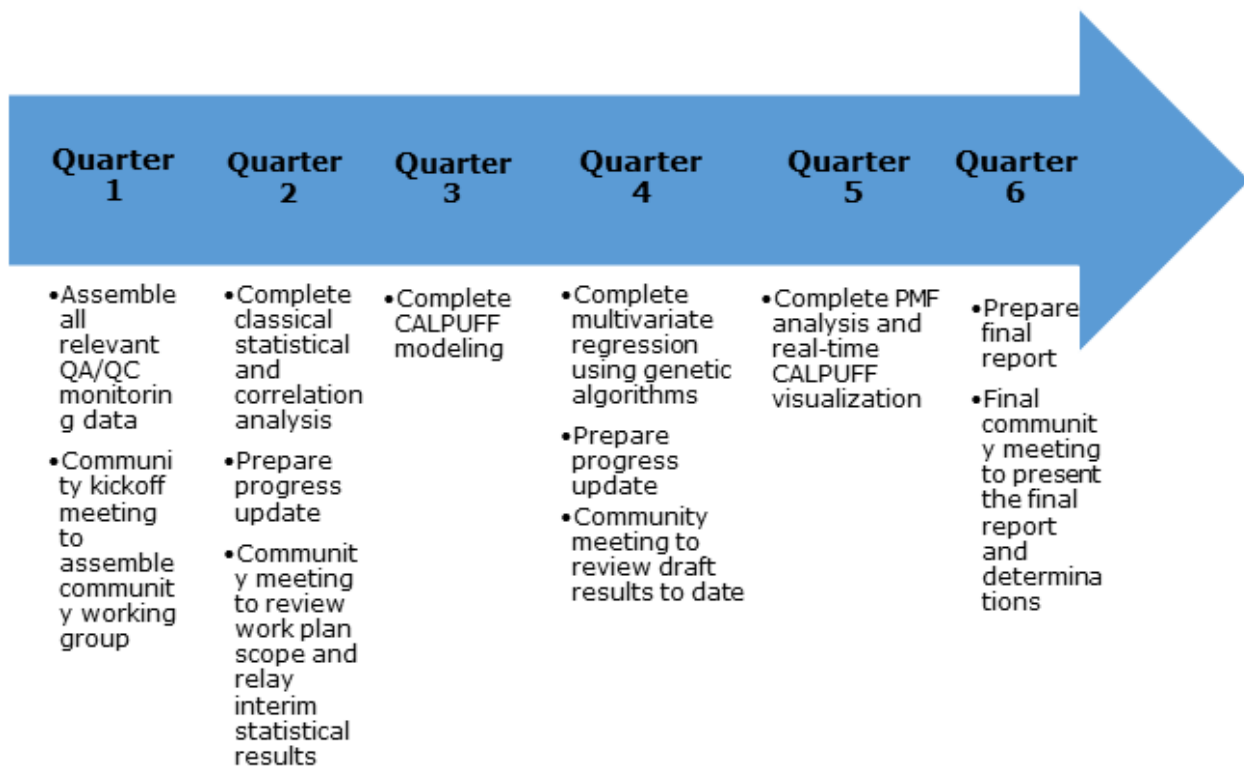 Quarter
1
Quarter
2
Quarter
3
Quarter
4
Quarter
5
Quarter
6
•Assemble
all
relevant
QA/QC
monitorin
g data
•Communi
ty kickoff
meeting
to
assemble
communit
y working
group
•Complete
classical
statistical
and
correlation
analysis
•Prepare
progress
update
•Communit
y meeting
to review
work plan
scope and
relay
interim
statistical
results
•Complete
CALPUFF
modeling
•Complete
multivariate
regression
using genetic
algorithms
•Prepare
progress
update
•Community
meeting to
review draft
results to date
•Complete PMF
analysis and
real-time
CALPUFF
visualization
•Prepare
final
report
•Final
communit
y meeting
to present
the final
report
and
determina
tions